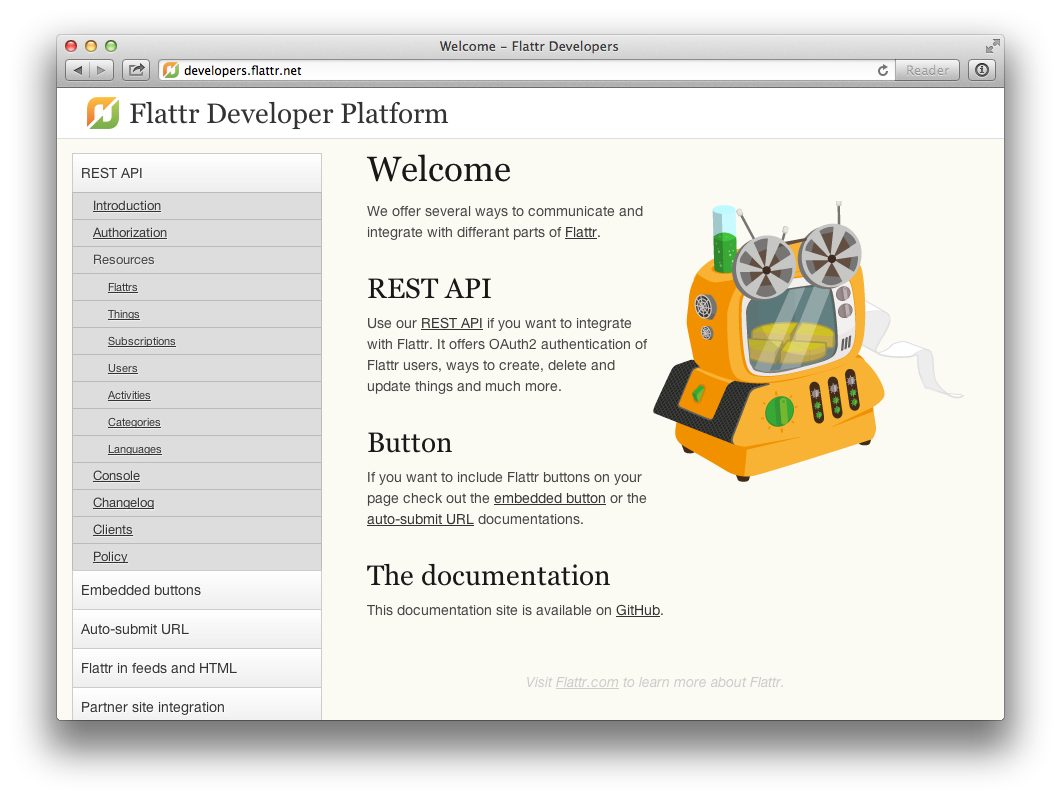 Welcome – Flattr Developers
developers.flattr.net
Reader
Flattr Developer Platform
REST API
Introduction
Authorization
Resources
Flattrs
Things
Subscriptions
Users
Activities
Categories
Languages
Console
Changelog
Clients
Policy
Embedded buttons
Auto-submit URL
Flattr in feeds and HTML
Partner site integration
Welcome
We offer several ways to communicate and
integrate with differant parts of Flattr.
REST API
Use our REST API if you want to integrate
with Flattr. It offers OAuth2 authentication of
Flattr users, ways to create, delete and
update things and much more.
Button
If you want to include Flattr buttons on your
page check out the embedded button or the
auto-submit URL documentations.
The documentation
This documentation site is available on GitHub.
Visit Flattr.com to learn more about Flattr.